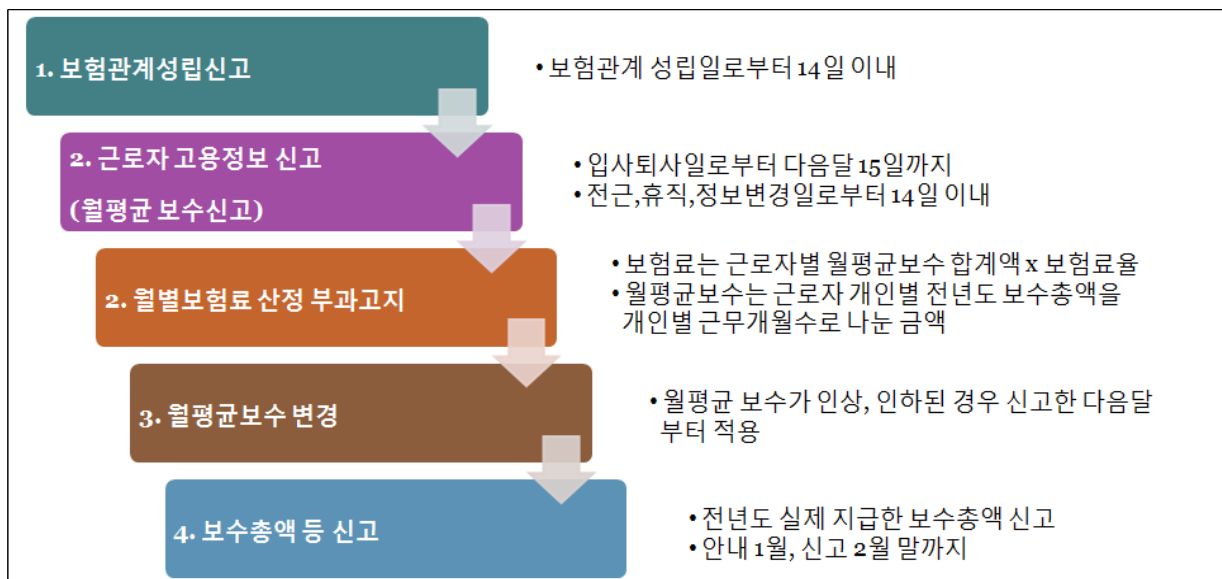 1. 보험관계성립신고
• 보험관계 성립일로부터 14일 이내
2. 근로자 고용정보 신고
(월평균 보수신고)
• 입사퇴사일로부터 다음달 15일까지
• 전근,휴직,정보변경일로부터 14일 이내
2. 월별보험료 산정 부과고지
• 보험료는 근로자별 월평균보수 합계액 x 보험료율
• 월평균보수는 근로자 개인별 전년도 보수총액을
개인별 근무개월수로 나눈 금액
3. 월평균보수 변경
• 월평균 보수가 인상, 인하된 경우 신고한 다음달
부터 적용
4. 보수총액 등 신고
• 전년도 실제 지급한 보수총액 신고
• 안내 1월, 신고 2월 말까지